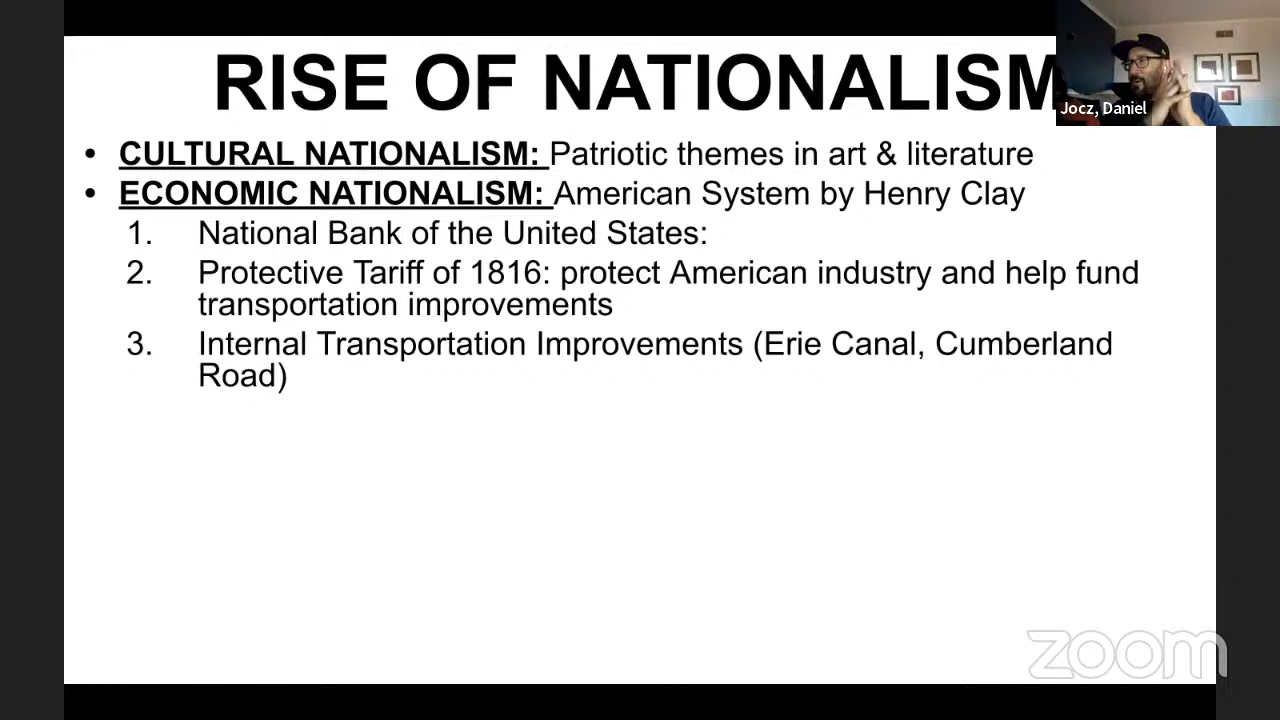 RISE OF NATIONALISM
Jocz, Daniel
• CULTURAL NATIONALISM: Patriotic themes in art & literature
• ECONOMIC NATIONALISM: American System by Henry Clay
1. National Bank of the United States:
2. Protective Tariff of 1816: protect American industry and help fund
transportation improvements
3. Internal Transportation Improvements (Erie Canal, Cumberland
Road)
zoom